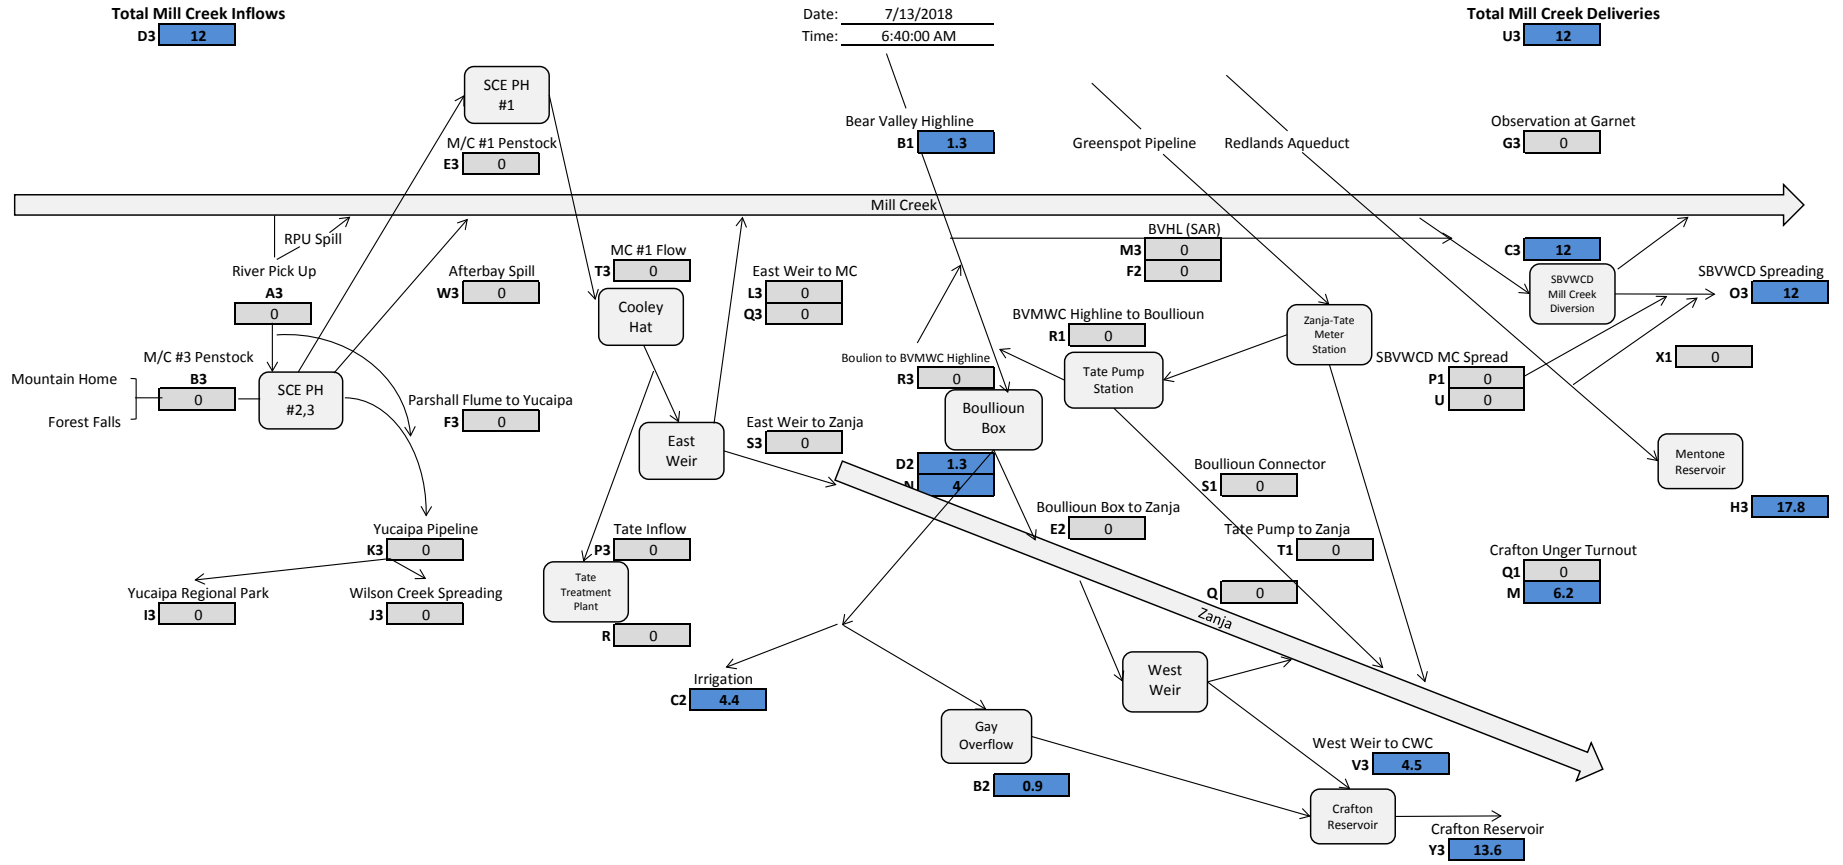 Total Mill Creek Inflows
D3 12
Date: 7/13/2018
Time: 6:40:00 AM
Total Mill Creek Deliveries
U3 12
SCE PH
#1
M/C #1 Penstock
E3 0
Bear Valley Highline
B1 1.3
Greenspot Pipeline
Redlands Aqueduct
Observation at Garnet
G3 0
Mill Creek
RPU Spill
River Pick Up
A3
0
Afterbay Spill
W3 0
MC #1 Flow
T3 0
Cooley
Hat
East Weir to MC
L3 0
Q3 0
BVHL (SAR)
M3 0
F2 0
C3 12
SBVWCD
Mill Creek
Diversion
SBVWCD Spreading
O3 12
BVMWC Highline to Boullioun
R1 0
Zanja-Tate
Meter
Station
Boulion to BVMWC Highline
R3 0
Tate Pump
Station
SBVWCD MC Spread
P1 0
U 0
X1 0
Mountain Home
Forest Falls
M/C #3 Penstock
B3
0
SCE PH
#2,3
Parshall Flume to Yucaipa
F3 0
East
Weir
East Weir to Zanja
S3 0
Boullioun
Box
D2 1.3
N 4
Boullioun Connector
S1 0
Mentone
Reservoir
H3 17.8
Boullioun Box to Zanja
E2 0
Tate Pump to Zanja
T1 0
Yucaipa Pipeline
K3 0
Tate Inflow
P3 0
Tate
Treatment
Plant
R 0
Crafton Unger Turnout
Q1 0
M 6.2
Yucaipa Regional Park
I3 0
Wilson Creek Spreading
J3 0
Q 0
Zanja
Irrigation
C2 4.4
West
Weir
Gay
Overflow
B2 0.9
West Weir to CWC
V3 4.5
Crafton
Reservoir
Crafton Reservoir
Y3 13.6